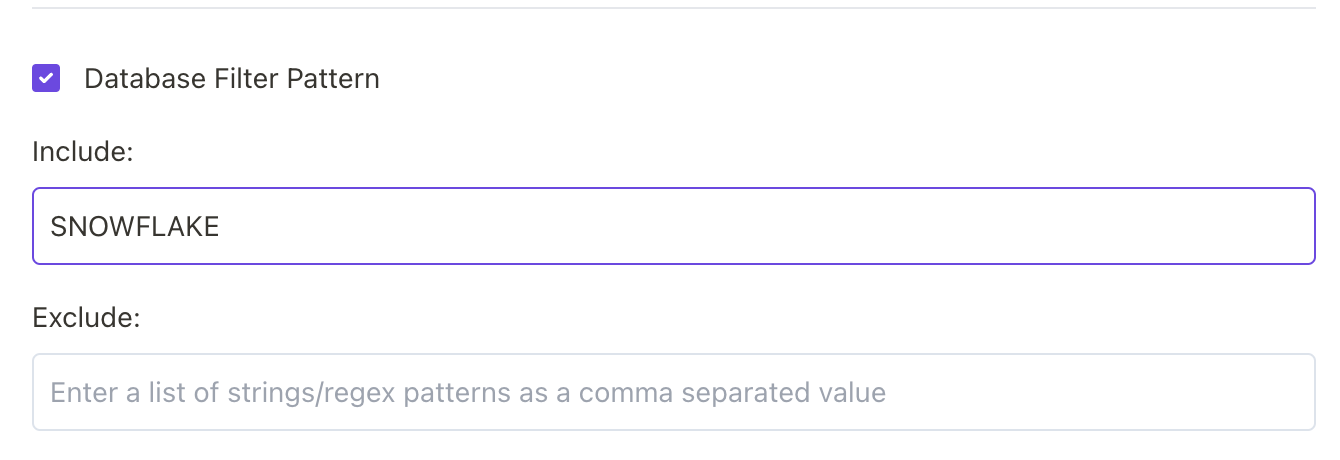 Database Filter Pattern
Include:
SNOWFLAKE
Exclude:
Enter a list of strings/regex patterns as a comma separated value